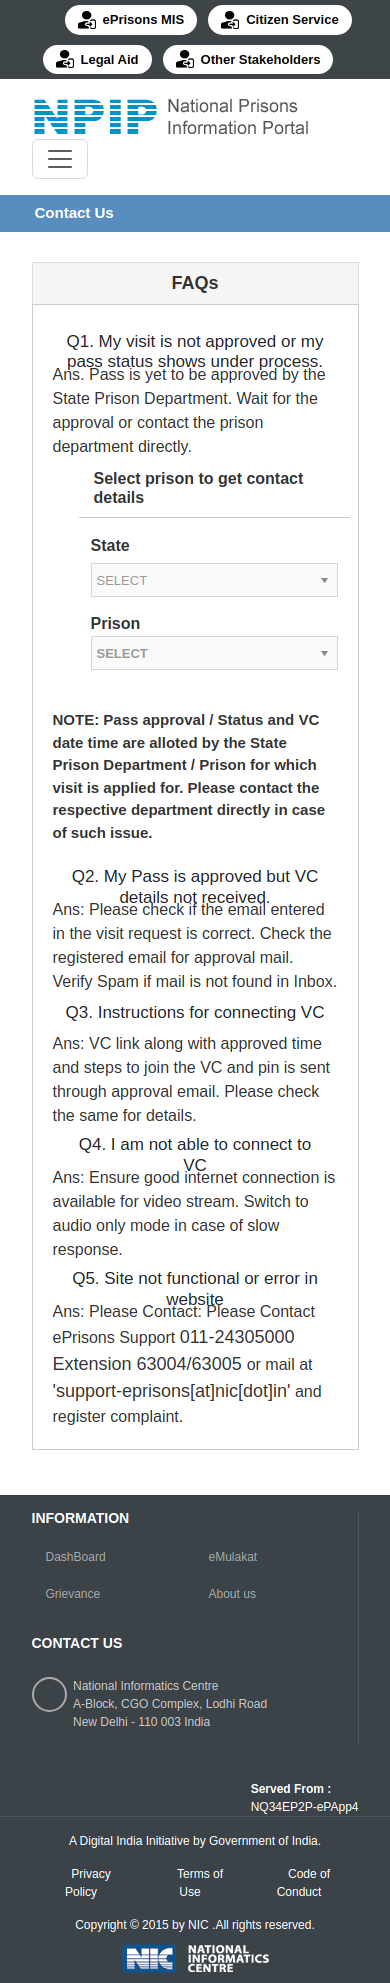 ePrisons MIS
Citizen Service
Legal Aid
Other Stakeholders
NPIP National Prisons
Information Portal
Contact Us
FAQs
Q1. My visit is not approved or my
pass status shows under process.
Ans. Pass is yet to be approved by the
State Prison Department. Wait for the
approval or contact the prison
department directly.
Select prison to get contact
details
State
SELECT
Prison
SELECT
NOTE: Pass approval / Status and VC
date time are alloted by the State
Prison Department / Prison for which
visit is applied for. Please contact the
respective department directly in case
of such issue.
Q2. My Pass is approved but VC
details not received.
Ans: Please check if the email entered
in the visit request is correct. Check the
registered email for approval mail.
Verify Spam if mail is not found in Inbox.
Q3. Instructions for connecting VC
Ans: VC link along with approved time
and steps to join the VC and pin is sent
through approval email. Please check
the same for details.
Q4. I am not able to connect to
VC
Ans: Ensure good internet connection is
available for video stream. Switch to
audio only mode in case of slow
response.
Q5. Site not functional or error in
website
Ans: Please Contact: Please Contact
ePrisons Support 011-24305000
Extension 63004/63005 or mail at
'support-eprisons[at]nic[dot]in' and
register complaint.
INFORMATION
DashBoard
eMulakat
Grievance
About us
CONTACT US
National Informatics Centre
A-Block, CGO Complex, Lodhi Road
New Delhi - 110 003 India
Served From :
NQ34EP2P-ePApp4
A Digital India Initiative by Government of India.
Privacy
Policy
Terms of
Use
Code of
Conduct
Copyright © 2015 by NIC .All rights reserved.
NIC NATIONAL
INFORMATICS
CENTRE